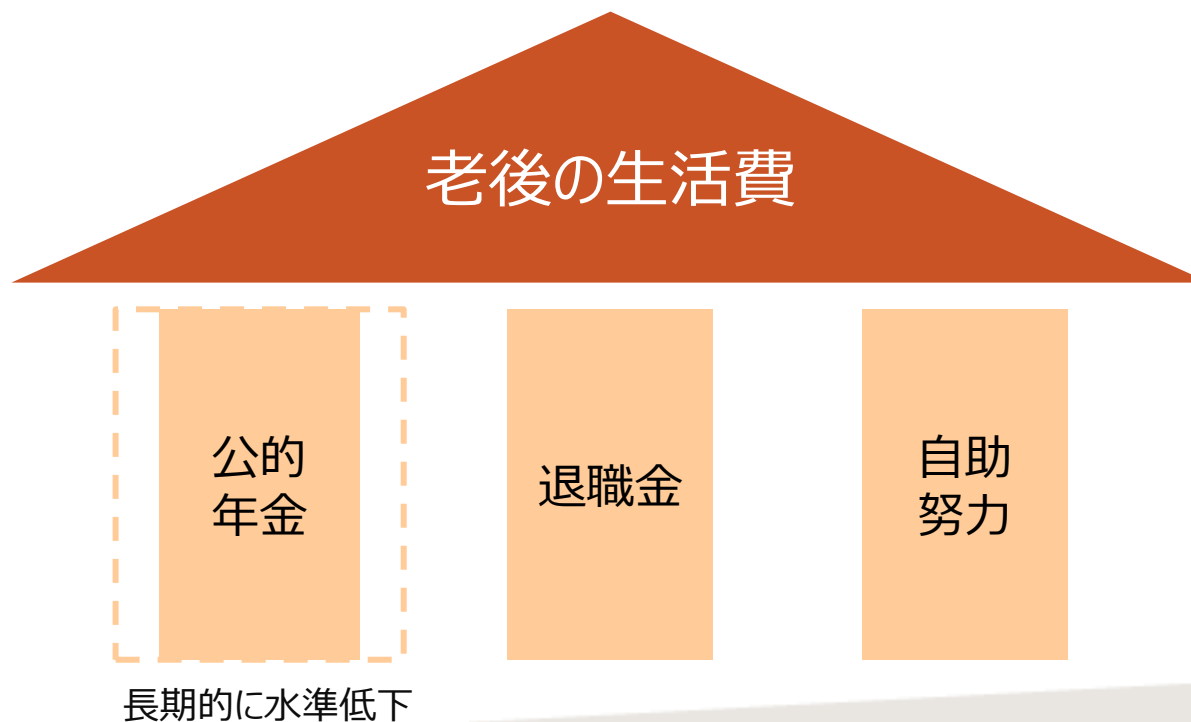 老後の生活費
公的
年金
退職金
自助
努力
長期的に水準低下